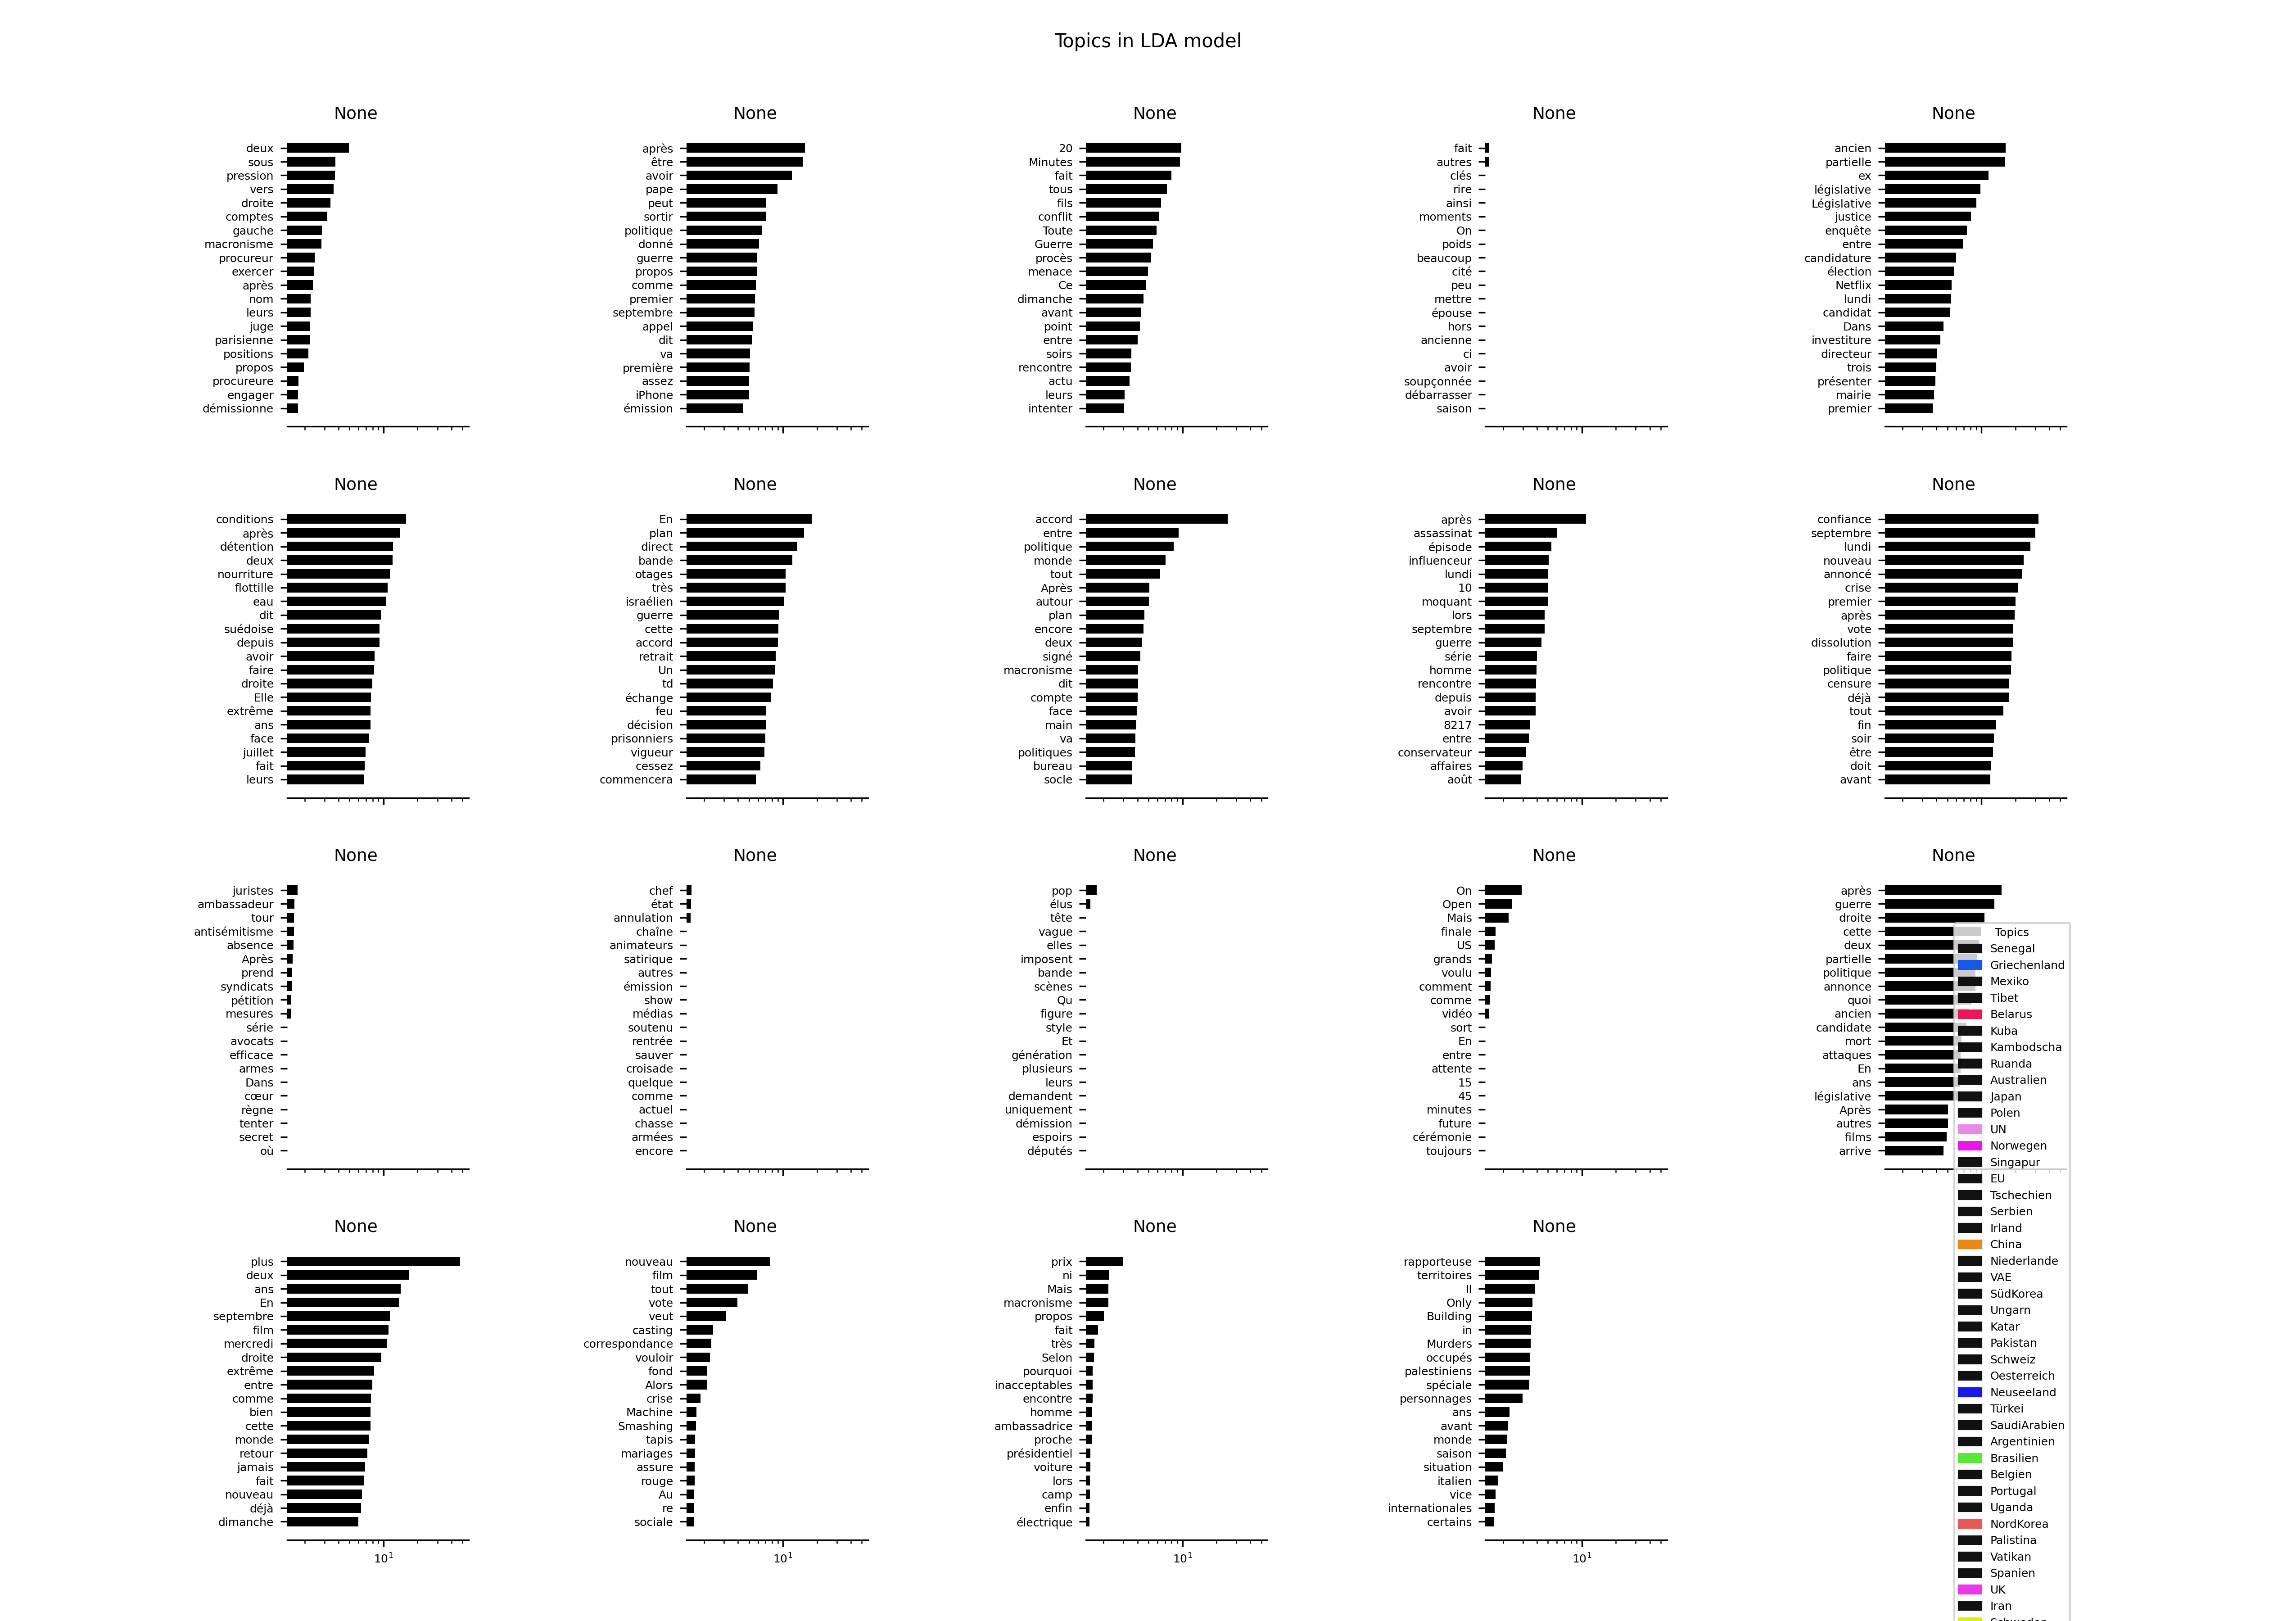 Topics in LDA model
None
deux
sous
pression
vers
droite
comptes
gauche
macronisme
procureur
exercer
après
nom
leurs
juge
parisienne
positions
propos
procureure
engager
démissionne
None
après
être
avoir
pape
peut
sortir
politique
donné
guerre
propos
comme
premier
septembre
appel
dit
va
première
assez
iPhone
émission
None
20
Minutes
fait
tous
fils
conflit
Toute
Guerre
procès
menace
Ce
dimanche
avant
point
entre
soirs
rencontre
actu
leurs
intenter
None
fait
autres
clés
rire
ainsi
moments
On
poids
beaucoup
cité
peu
mettre
épouse
hors
ancienne
ci
avoir
soupçonnée
débarrasser
saison
None
ancien
partielle
ex
législative
Législative
justice
enquête
entre
candidature
élection
Netflix
lundi
candidat
Dans
investiture
directeur
trois
présenter
mairie
premier
None
conditions
après
détention
deux
nourriture
flottille
eau
dit
suédoise
depuis
avoir
faire
droite
Elle
extrême
ans
face
juillet
fait
leurs
None
En
plan
direct
bande
otages
très
israélien
guerre
cette
accord
retrait
Un
td
échange
feu
décision
prisonniers
vigueur
cessez
commencera
None
accord
entre
politique
monde
tout
Après
autour
plan
encore
deux
signé
macronisme
dit
compte
face
main
va
politiques
bureau
socle
None
après
assassinat
épisode
influenceur
lundi
10
moquant
lors
septembre
guerre
série
homme
rencontre
depuis
avoir
8217
entre
conservateur
affaires
août
None
confiance
septembre
lundi
nouveau
annoncé
crise
premier
après
vote
dissolution
faire
politique
censure
déjà
tout
fin
soir
être
doit
avant
None
juristes
ambassadeur
tour
antisémitisme
absence
Après
prend
syndicats
pétition
mesures
série
avocats
efficace
armes
Dans
cœur
règne
tenter
secret
où
None
chef
état
annulation
chaîne
animateurs
satirique
autres
émission
show
médias
soutenu
rentrée
sauver
croisade
quelque
comme
actuel
chasse
armées
encore
None
pop
élus
tête
vague
elles
imposent
bande
scènes
Qu
figure
style
Et
génération
plusieurs
leurs
demandent
uniquement
démission
espoirs
députés
None
On
Open
Mais
finale
US
grands
voulu
comment
comme
vidéo
sort
En
entre
attente
15
45
minutes
future
cérémonie
toujours
None
après
guerre
droite
cette
deux
partielle
politique
annonce
quoi
ancien
candidate
mort
attaques
En
ans
législative
Après
autres
films
arrive
None
plus
deux
ans
En
septembre
film
mercredi
droite
extrême
entre
comme
bien
cette
monde
retour
jamais
fait
nouveau
déjà
dimanche
10¹
None
nouveau
film
tout
vote
veut
casting
correspondance
vouloir
fond
Alors
crise
Machine
Smashing
tapis
mariages
assure
rouge
Au
re
sociale
10¹
None
prix
ni
Mais
macronisme
propos
fait
très
Selon
pourquoi
inacceptables
encontre
homme
ambassadrice
proche
présidentiel
voiture
lors
camp
enfin
électrique
10¹
None
rapporteuse
territoires
Il
Only
Building
in
Murders
occupés
palestiniens
spéciale
personnages
ans
avant
monde
saison
situation
italien
vice
internationales
certains
10¹
Topics
Senegal
Griechenland
Mexiko
Tibet
Belarus
Kuba
Kambodscha
Ruanda
Australien
Japan
Polen
UN
Norwegen
Singapur
EU
Tschechien
Serbien
Irland
China
Niederlande
VAE
SüdKorea
Ungarn
Katar
Pakistan
Schweiz
Oesterreich
Neuseeland
Türkei
SaudiArabien
Argentinien
Brasilien
Belgien
Portugal
Uganda
NordKorea
Palistina
Vatikan
Spanien
UK
Iran